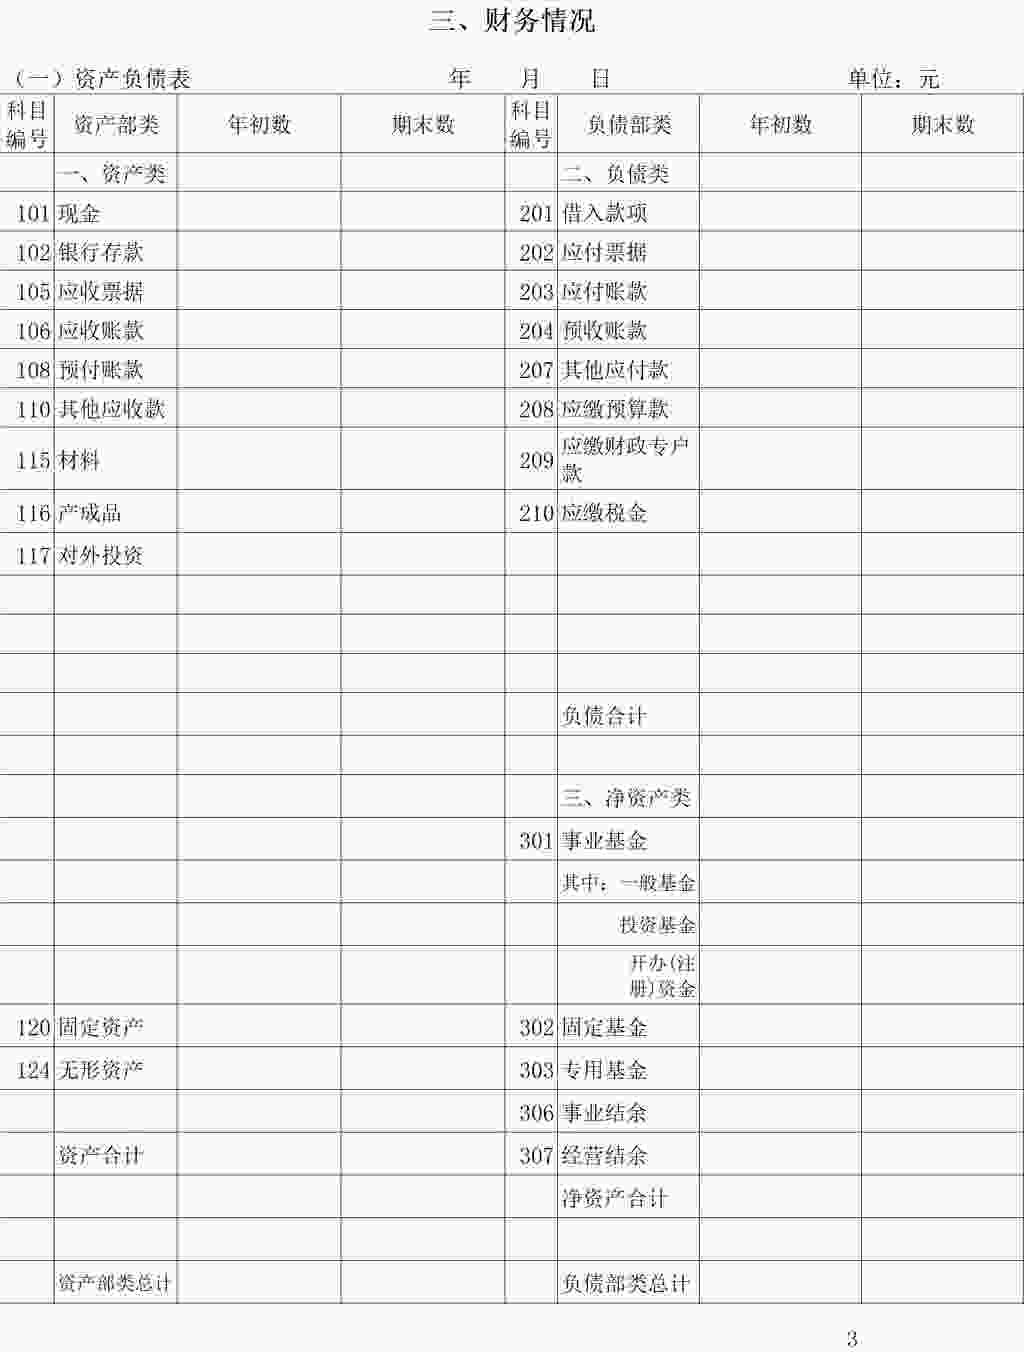 三、财务情况
（一）资产负债表 年 月 日 单位：元
科目编号 资产部类 年初数 期末数 科目编号 负债部类 年初数 期末数
一、资产类 二、负债类
101 现金 201 借入款项
102 银行存款 202 应付票据
105 应收票据 203 应付账款
106 应收账款 204 预收账款
108 预付账款 207 其他应付款
110 其他应收款 208 应缴预算款
115 材料 209 应缴财政专户款
116 产成品 210 应缴税金
117 对外投资
负债合计
三、净资产类
301 事业基金
其中：一般基金
投资基金
开办(注册)资金
120 固定资产 302 固定基金
124 无形资产 303 专用基金
306 事业结余
资产合计 307 经营结余
净资产合计
资产部类总计 负债部类总计
3